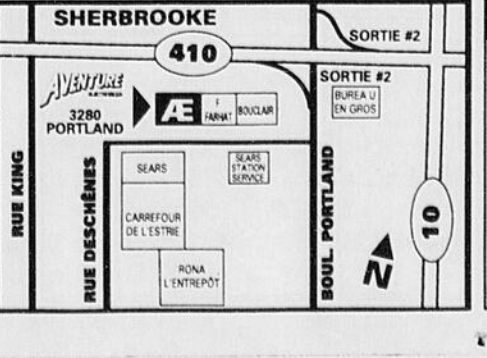 SHERBROOKE
410
SORTIE #2
SORTIE #2
BUREAU
EN GROS
AVENTURE
3280
PORTLAND
Æ
F
FARHAT
BOUCLAIR
RUE KING
RUE DESCHÊNES
SEARS
SEARS
STATION
SERVICE
CARREFOUR
DE L'ESTRIE
RONA
L'ENTREPÔT
BOUL. PORTLAND
10
N